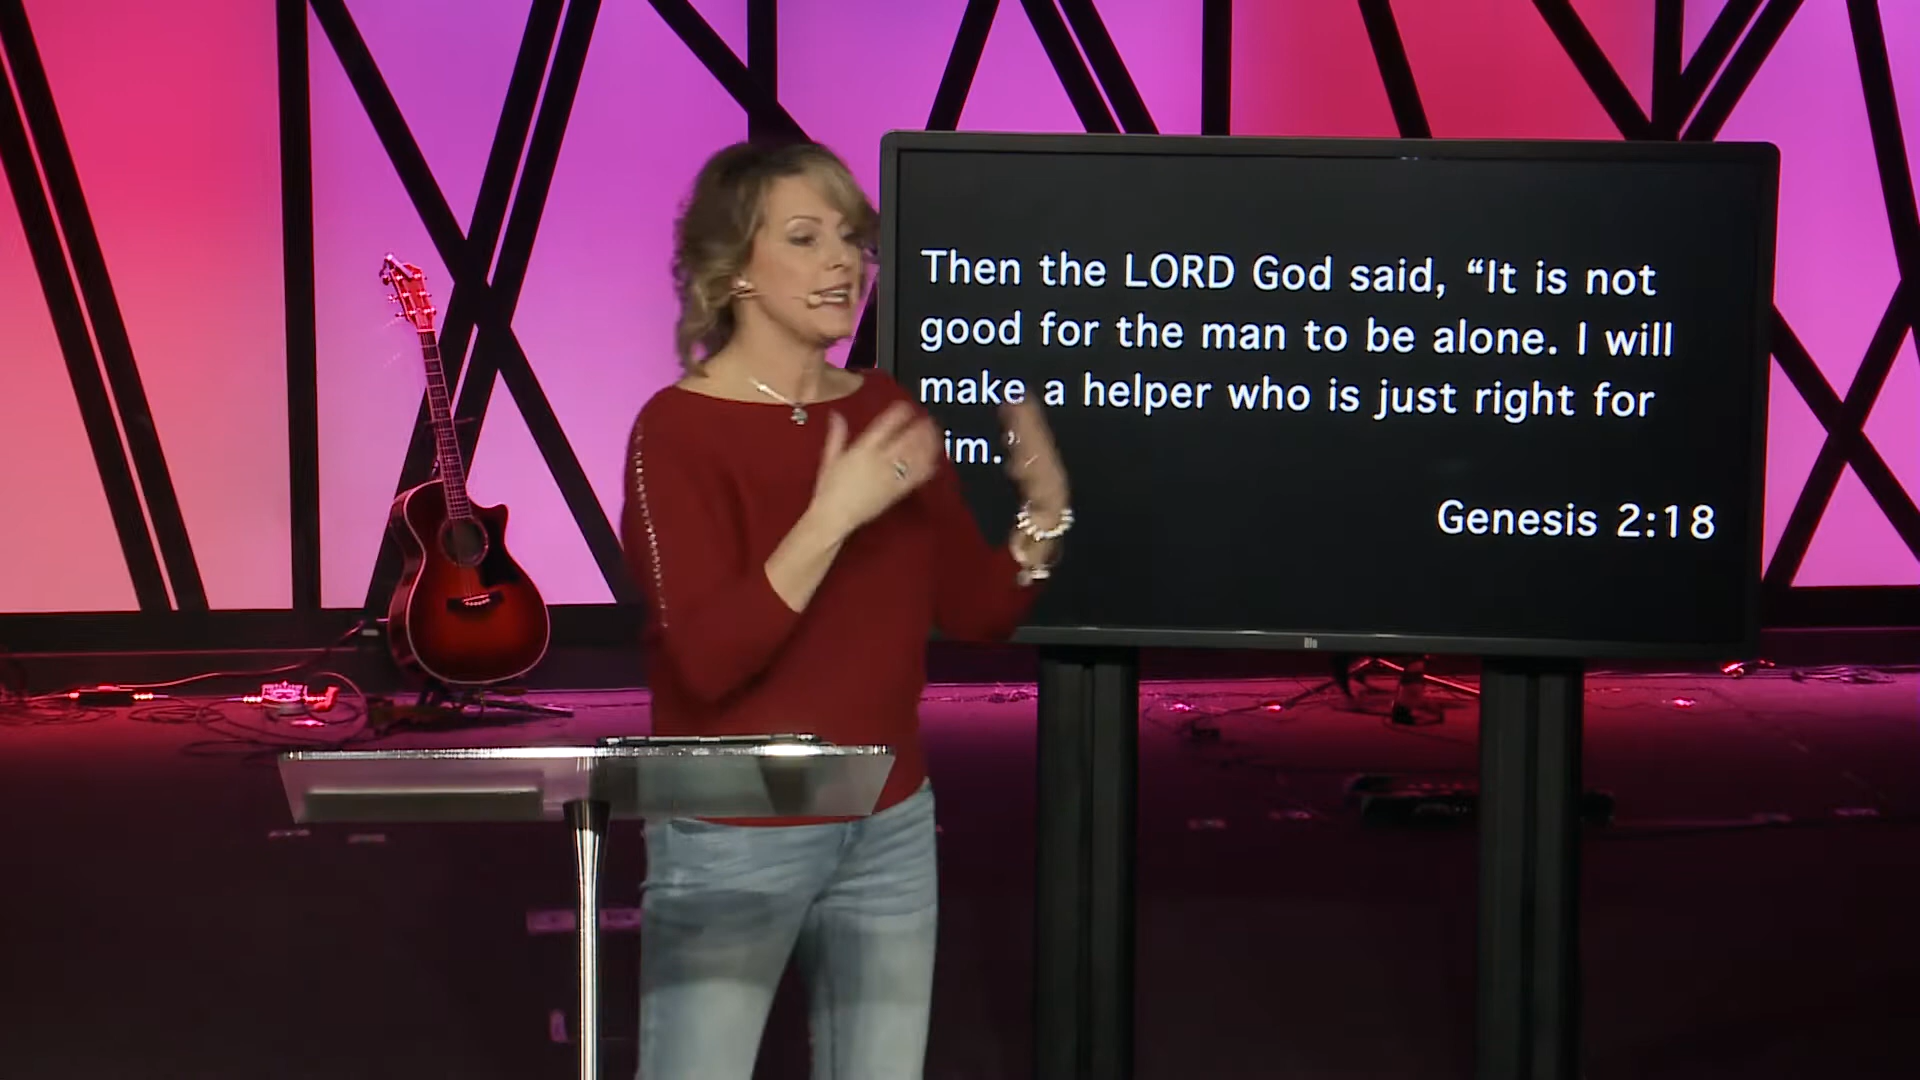 Then the LORD God said, “It is not
good for the man to be alone. I will
make a helper who is just right for
im.”
Genesis 2:18